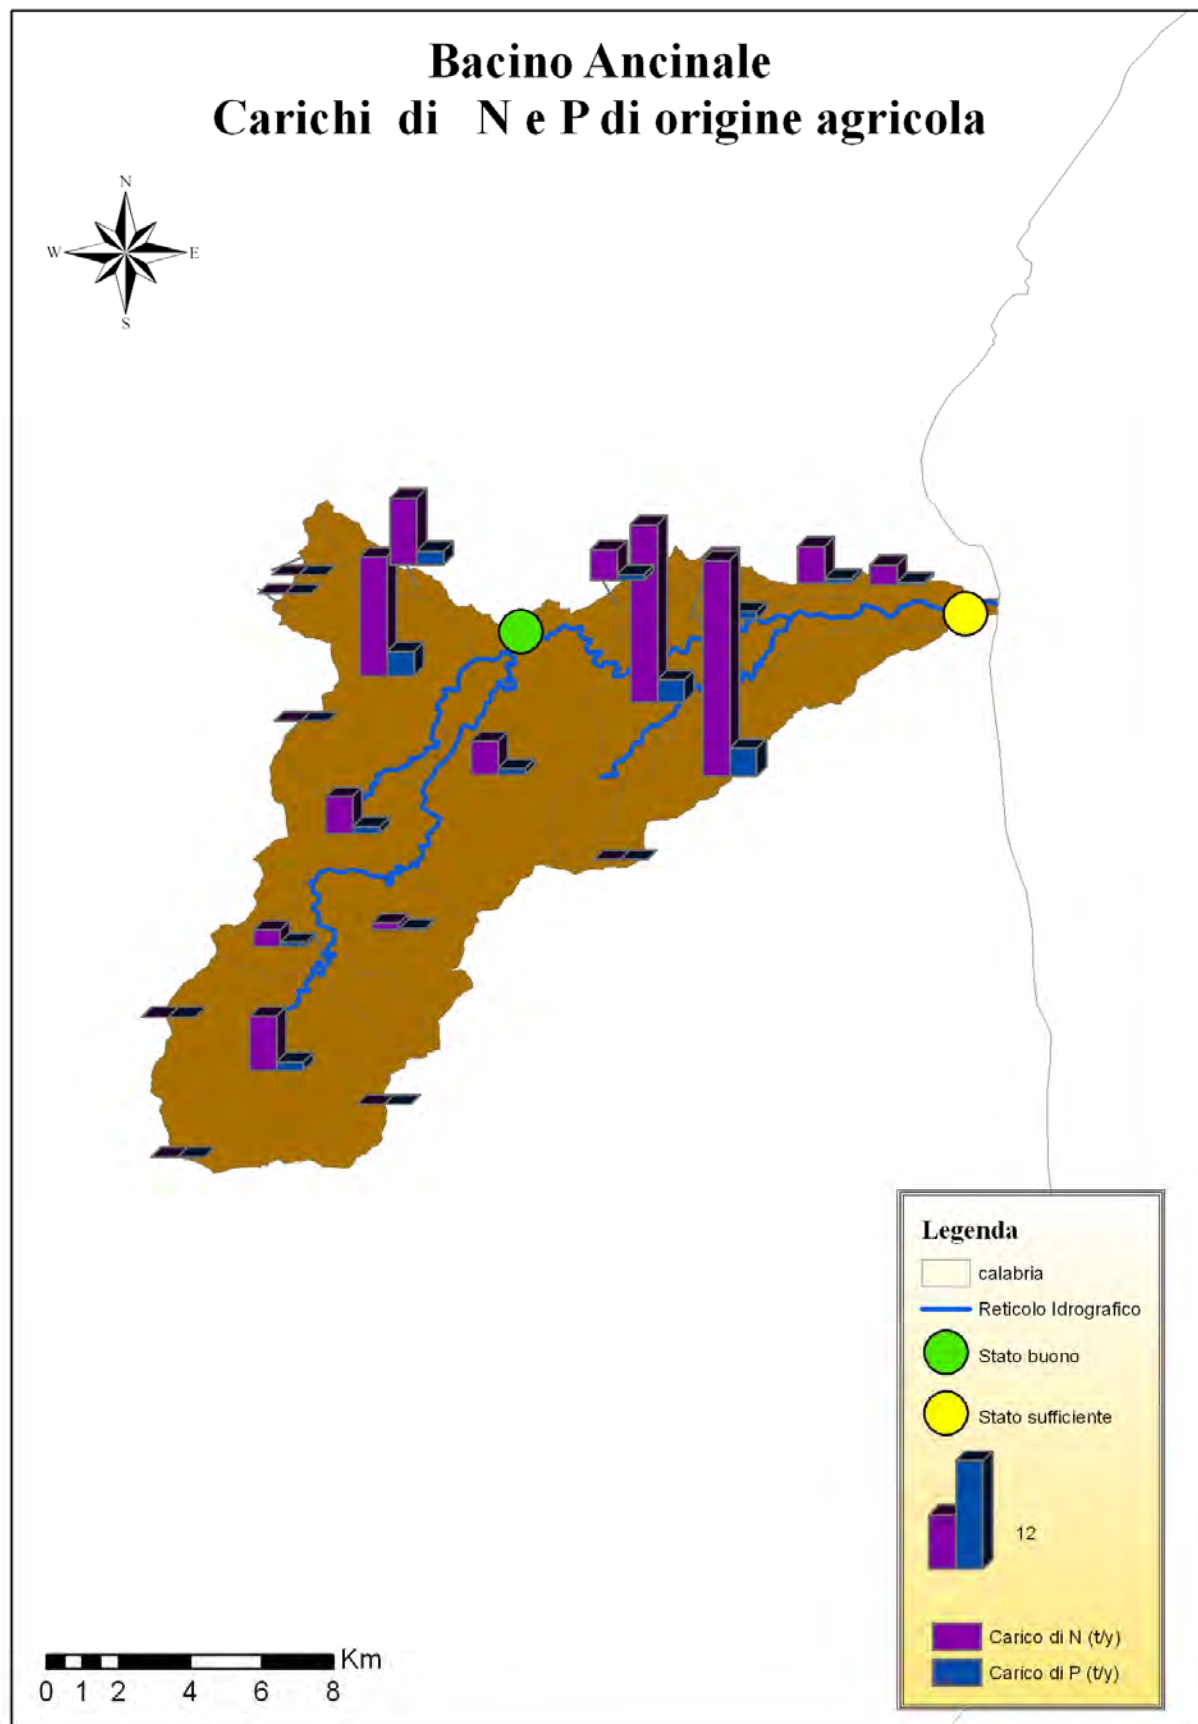 Bacino Ancinale
Carichi di N e P di origine agricola
N
W E
S
Legenda
calabria
Reticolo Idrografico
Stato buono
Stato sufficiente
12
Carico di N (t/y)
Carico di P (t/y)
Km
0 1 2 4 6 8